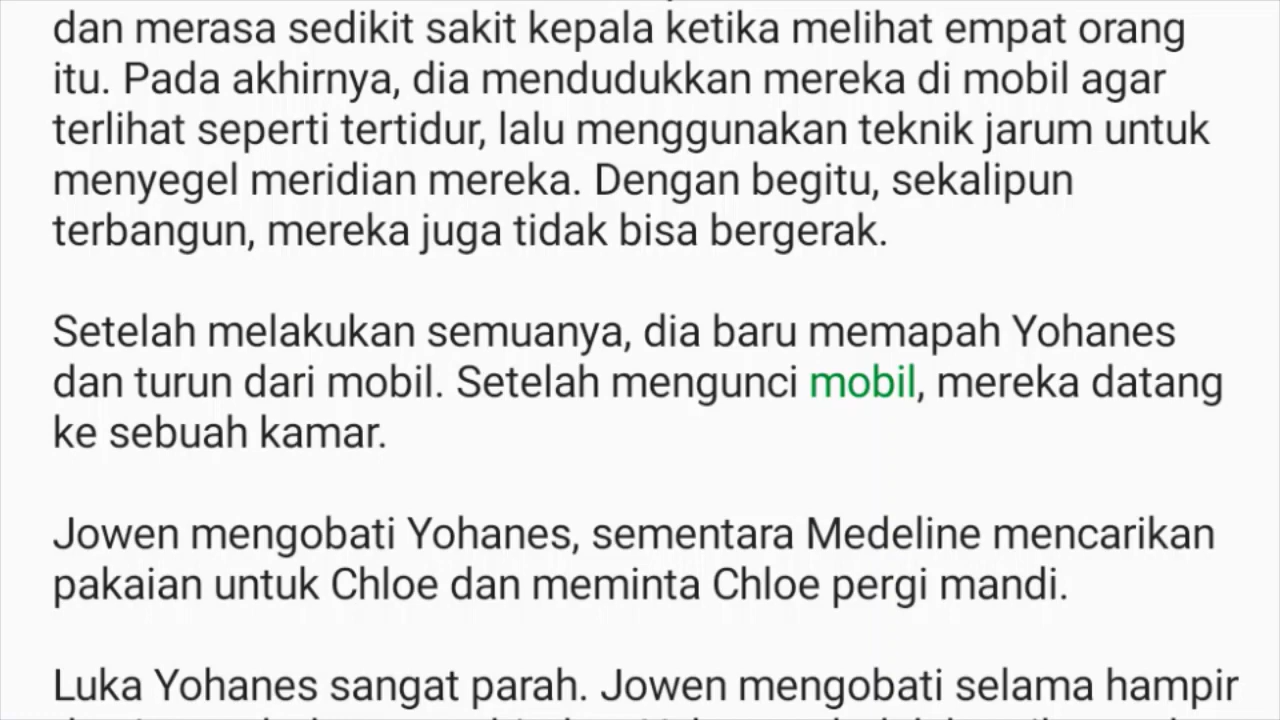 dan merasa sedikit sakit kepala ketika melihat empat orang
itu. Pada akhirnya, dia mendudukkan mereka di mobil agar
terlihat seperti tertidur, lalu menggunakan teknik jarum untuk
menyegel meridian mereka. Dengan begitu, sekalipun
terbangun, mereka juga tidak bisa bergerak.
Setelah melakukan semuanya, dia baru memapah Yohanes
dan turun dari mobil. Setelah mengunci mobil, mereka datang
ke sebuah kamar.
Jowen mengobati Yohanes, sementara Medeline mencarikan
pakaian untuk Chloe dan meminta Chloe pergi mandi.
Luka Yohanes sangat parah. Jowen mengobati selama hampir